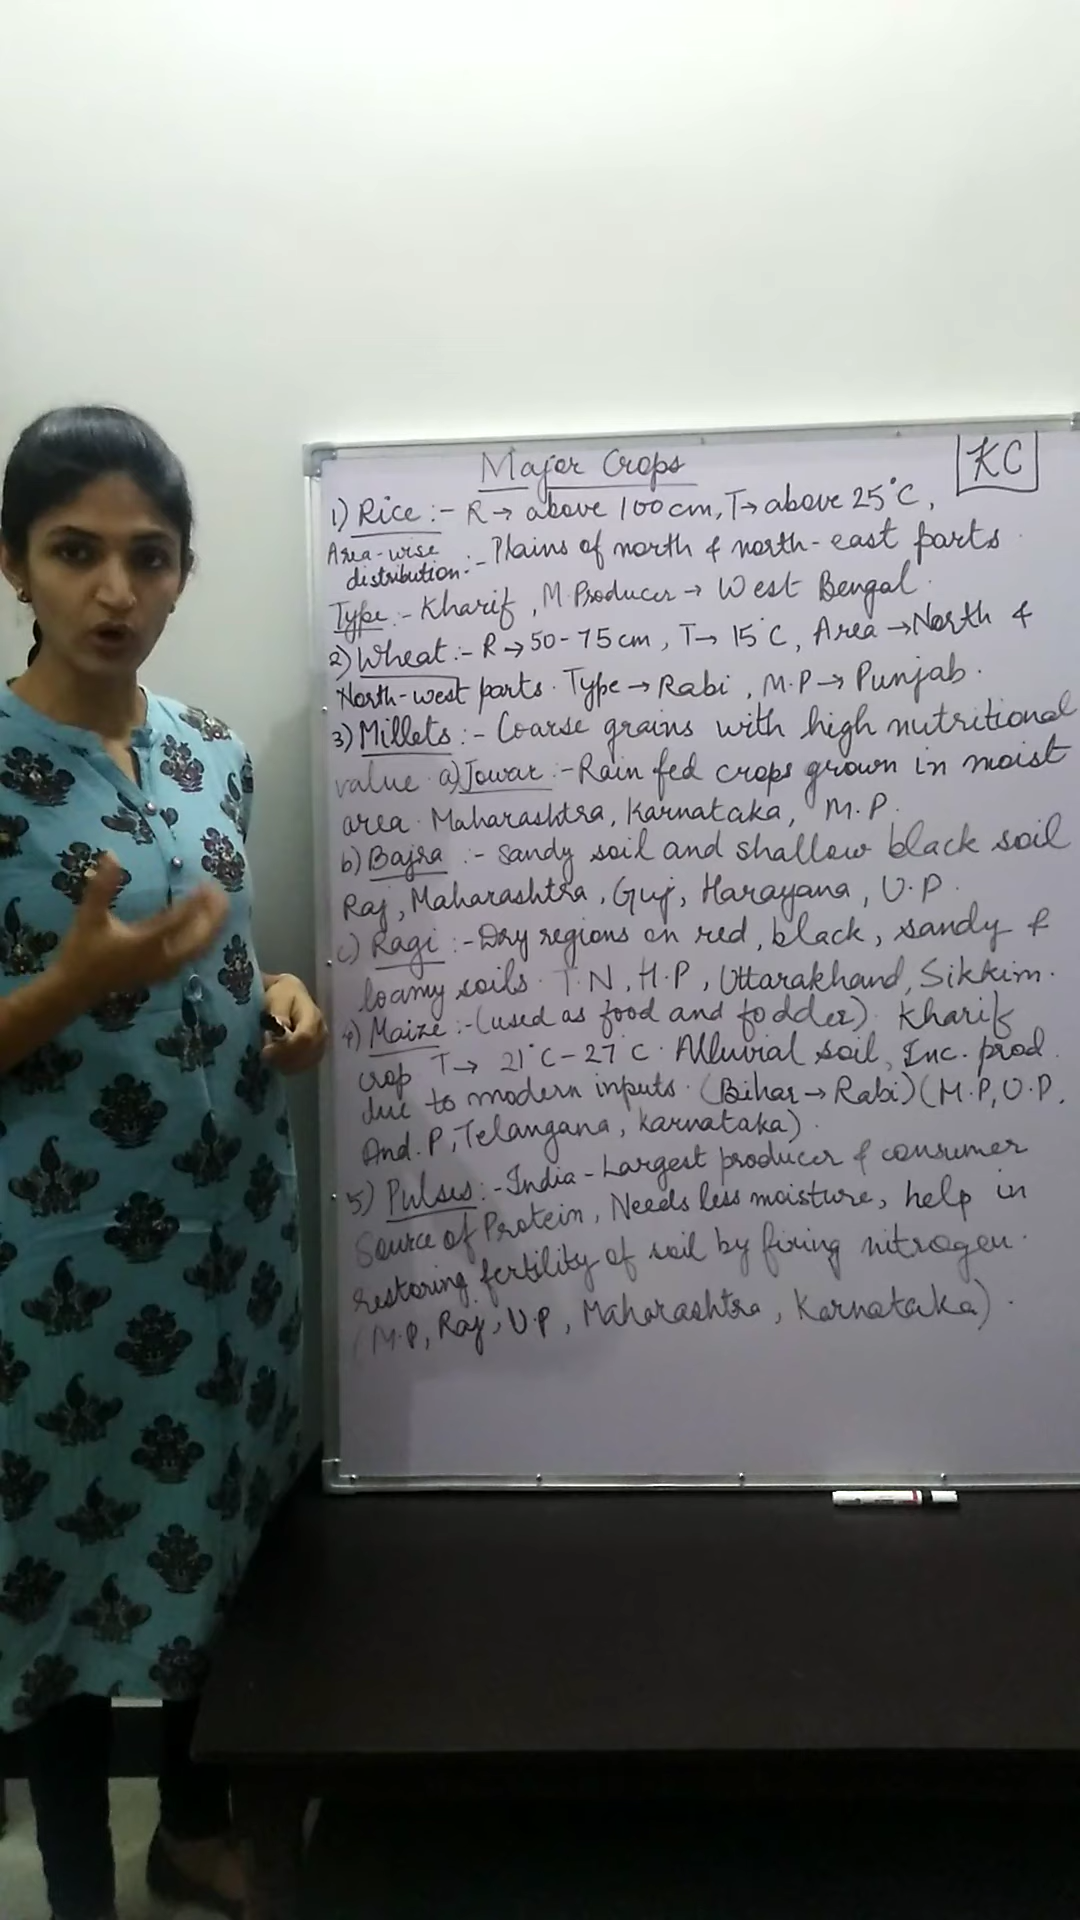 Major Crops
KC
1) Rice :- R → above 100cm, T → above 25°C,
Area-wise distribution :- Plains of north & north-east parts.
Type :- Kharif, M. Producer → West Bengal.
2) Wheat :- R → 50-75cm, T → 15°C, Area → North &
North-west parts. Type → Rabi, M.P → Punjab.
3) Millets :- Coarse grains with high nutritional
value. a) Jowar :- Rain fed crops grown in moist
area. Maharashtra, Karnataka, M.P.
b) Bajra :- Sandy soil and shallow black soil
Raj, Maharashtra, Guj, Harayana, U.P.
c) Ragi :- Dry regions on red, black, sandy &
loamy soils. T.N, H.P, Uttarakhand, Sikkim.
4) Maize :- (used as food and fodder) Kharif
crop T → 21°C - 27°C. Alluvial soil, Inc. prod.
due to modern inputs. (Bihar → Rabi) (M.P, U.P,
And. P, Telangana, Karnataka).
5) Pulses :- India - Largest producer & consumer
Source of Protein, Needs less moisture, help in
restoring fertility of soil by fixing nitrogen.
(M.P, Raj, U.P, Maharashtra, Karnataka).